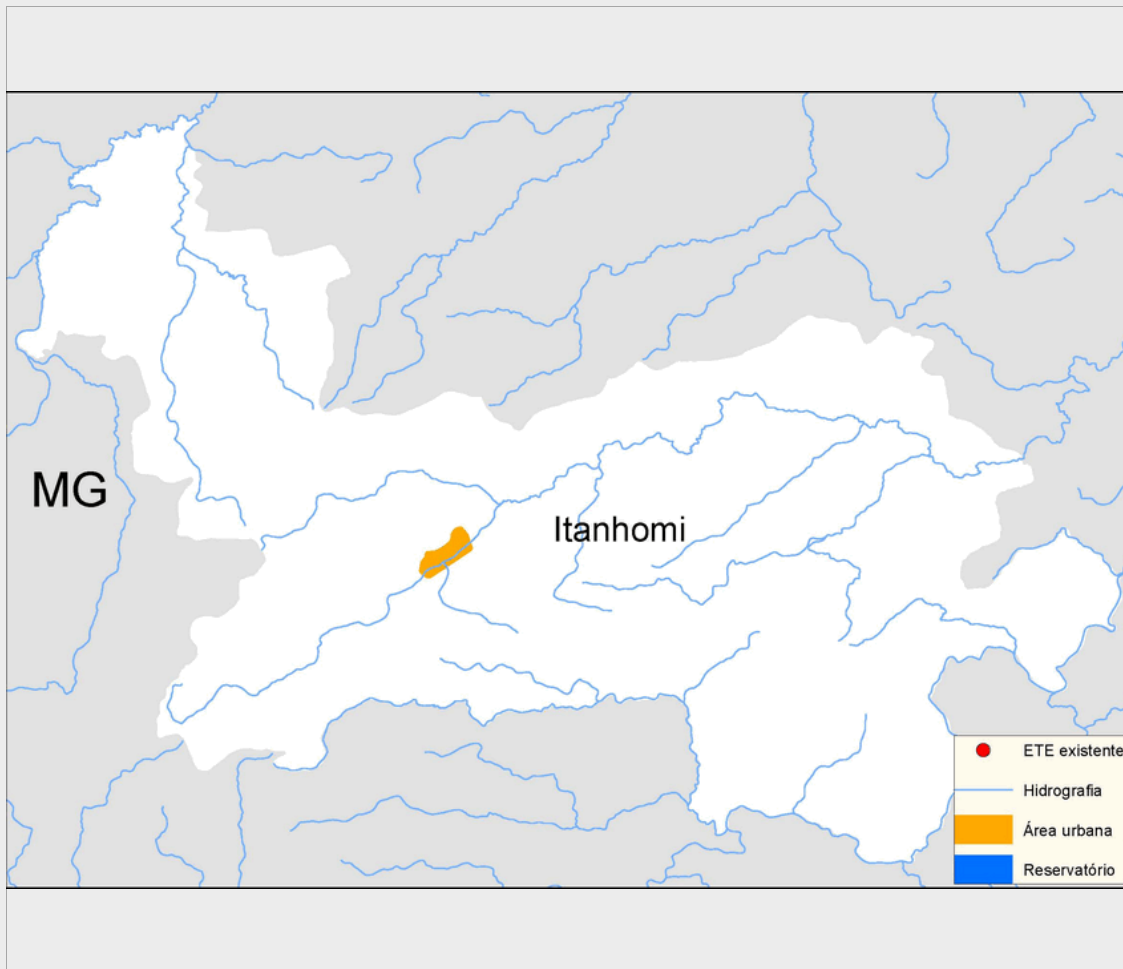 MG
Itanhomi
ETE existente
Hidrografia
Área urbana
Reservatório